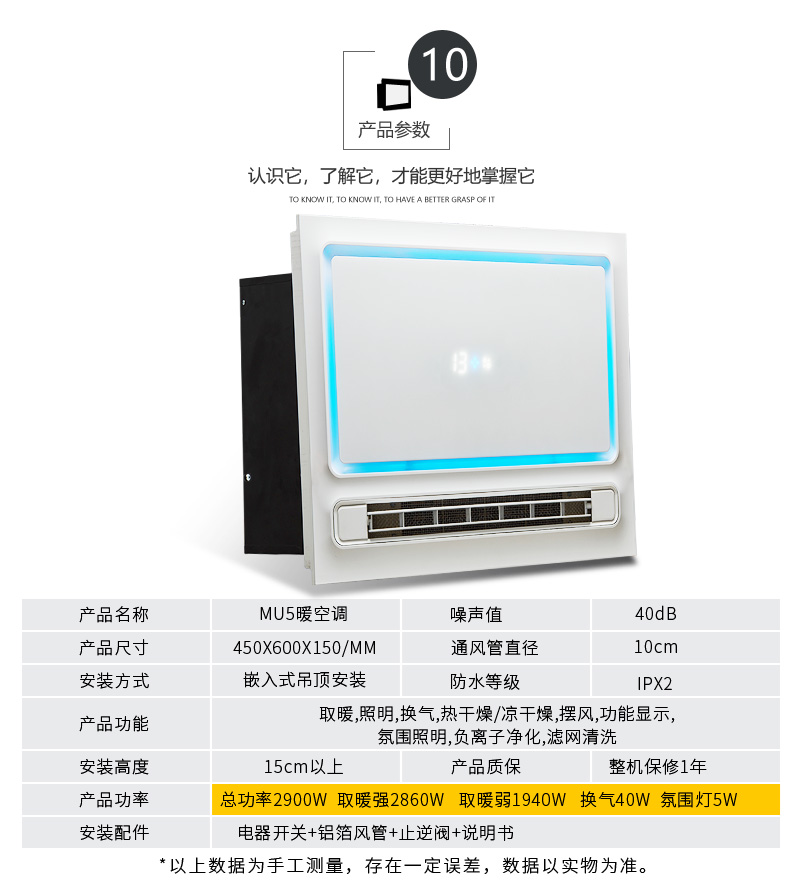 10
产品参数
认识它，了解它，才能更好地掌握它
TO KNOW IT, TO KNOW IT, TO HAVE A BETTER GRASP OF IT
产品名称 MU5暖空调 噪声值 40dB
产品尺寸 450X600X150/MM 通风管直径 10cm
安装方式 嵌入式吊顶安装 防水等级 IPX2
产品功能 取暖,照明,换气,热干燥/凉干燥,摆风,功能显示,
氛围照明,负离子净化,滤网清洗
安装高度 15cm以上 产品质保 整机保修1年
产品功率 总功率2900W 取暖强2860W 取暖弱1940W 换气40W 氛围灯5W
安装配件 电器开关+铝箔风管+止逆阀+说明书
*以上数据为手工测量，存在一定误差，数据以实物为准。